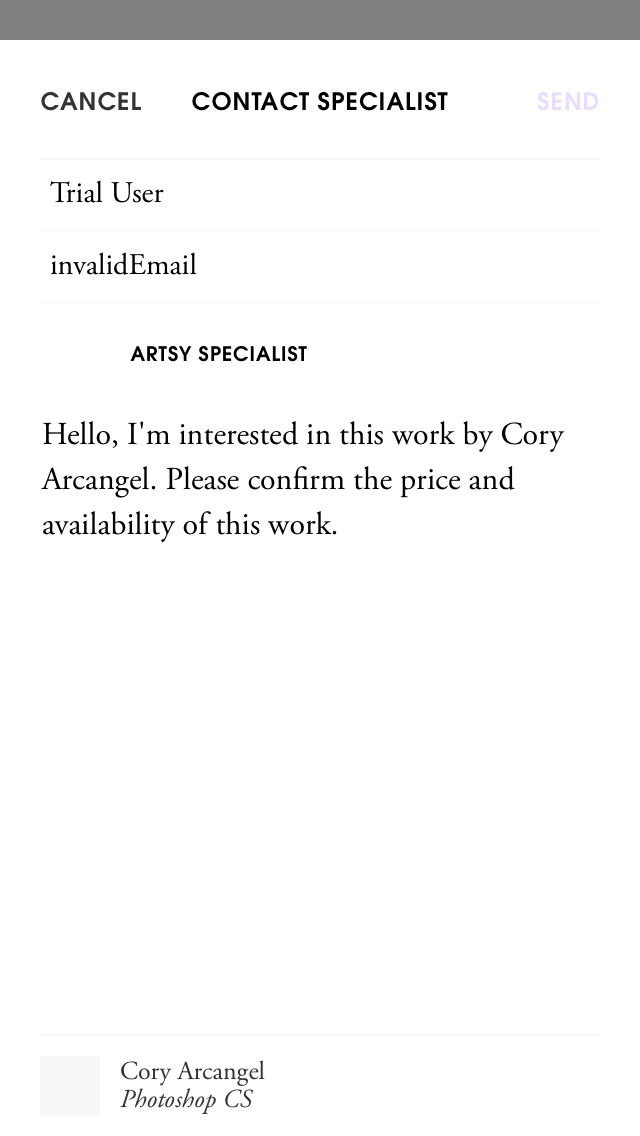 CANCEL CONTACT SPECIALIST SEND
Trial User
invalidEmail
ARTSY SPECIALIST
Hello, I'm interested in this work by Cory
Arcangel. Please confirm the price and
availability of this work.
Cory Arcangel
Photoshop CS